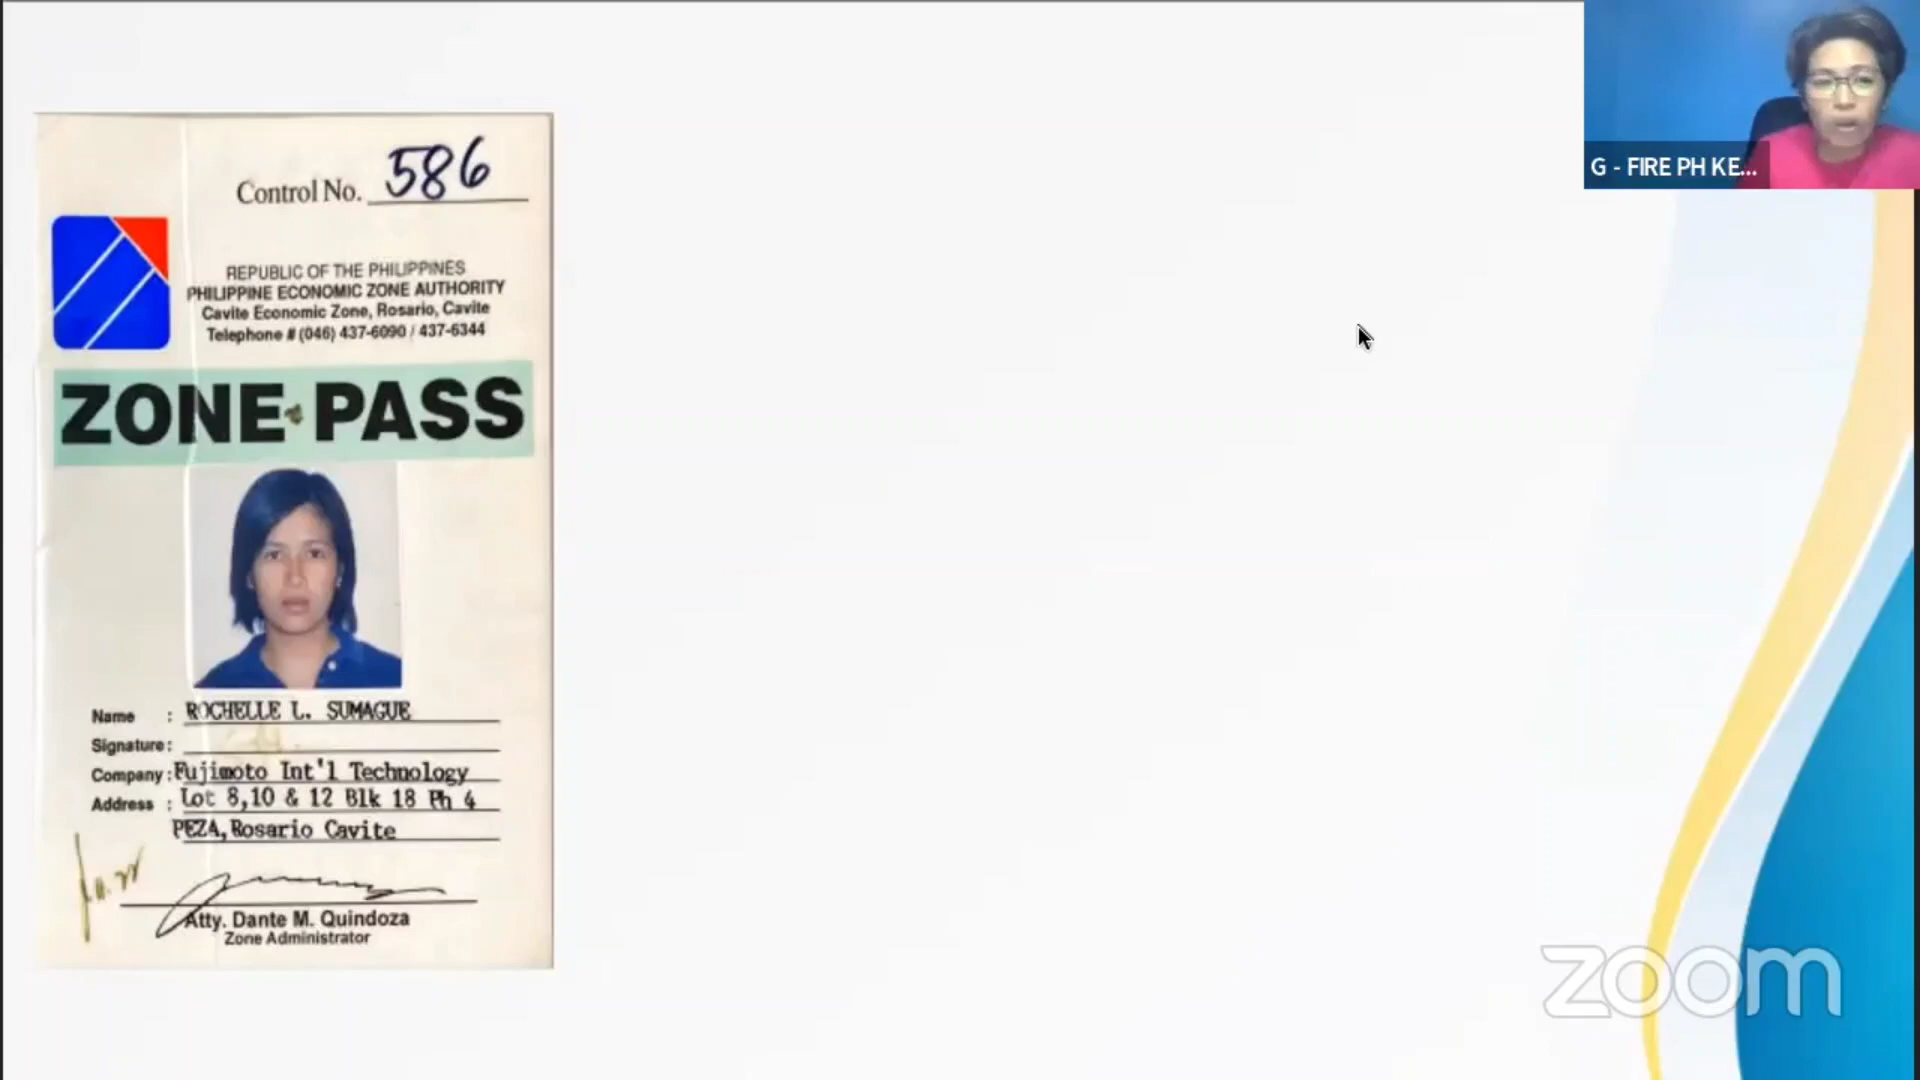 Control No. 586
REPUBLIC OF THE PHILIPPINES
PHILIPPINE ECONOMIC ZONE AUTHORITY
Cavite Economic Zone, Rosario, Cavite
Telephone # (046) 437-6090 / 437-6344
ZONE PASS
Name : ROCHELLE L. SUMAGUE
Signature :
Company : Fujimoto Int'l Technology
Address : Lot 8,10 & 12 Blk 18 Ph 4
PEZA, Rosario Cavite
Atty. Dante M. Quindoza
Zone Administrator
G - FIRE PH KE...
zoom